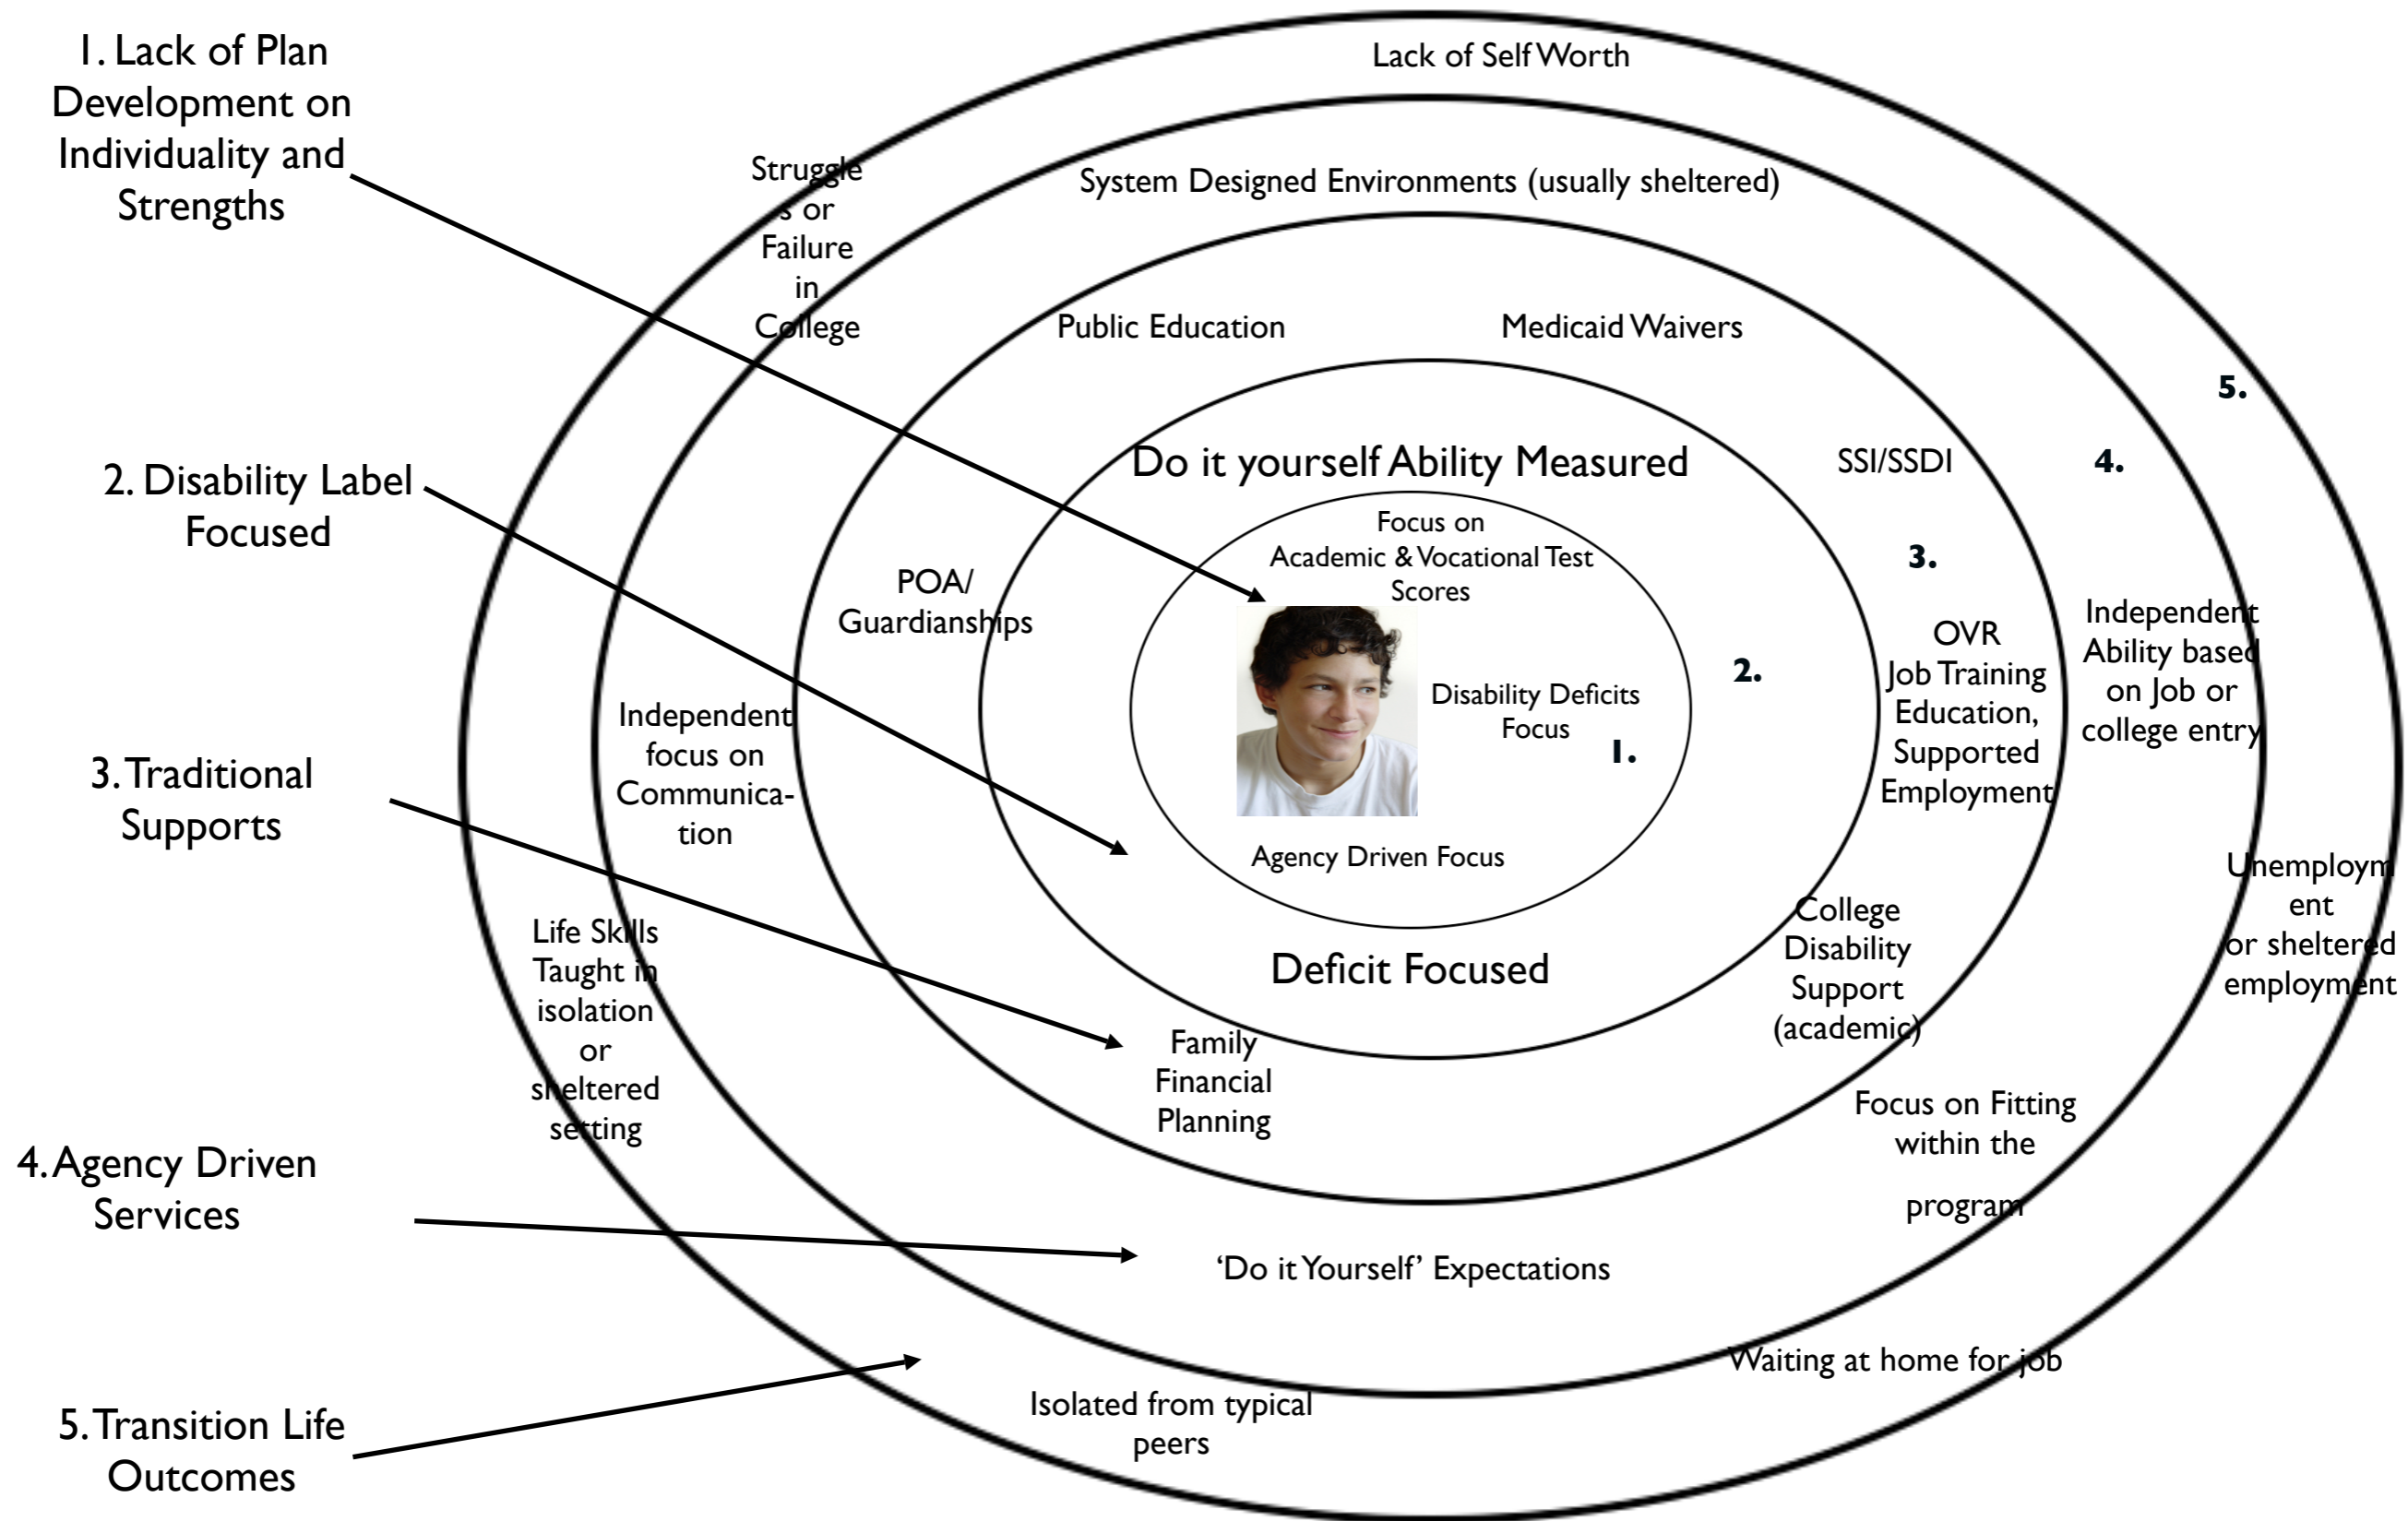 1. Lack of Plan
Development on
Individuality and
Strengths
2. Disability Label
Focused
3. Traditional
Supports
4. Agency Driven
Services
5. Transition Life
Outcomes
Lack of Self Worth
Struggle
s or
Failure
in
College
System Designed Environments (usually sheltered)
Public Education
Medicaid Waivers
5.
Do it yourself Ability Measured
SSI/SSDI
4.
Focus on
Academic & Vocational Test
Scores
3.
POA/
Guardianships
OVR
Job Training
Education,
Supported
Employment
Independent
Ability based
on Job or
college entry
2.
Disability Deficits
Focus
1.
Independent
focus on
Communica-
tion
Agency Driven Focus
Unemploym
ent
or sheltered
employment
Life Skills
Taught in
isolation
or
sheltered
setting
College
Disability
Support
(academic)
Deficit Focused
Family
Financial
Planning
Focus on Fitting
within the
program
‘Do it Yourself’ Expectations
Waiting at home for job
Isolated from typical
peers